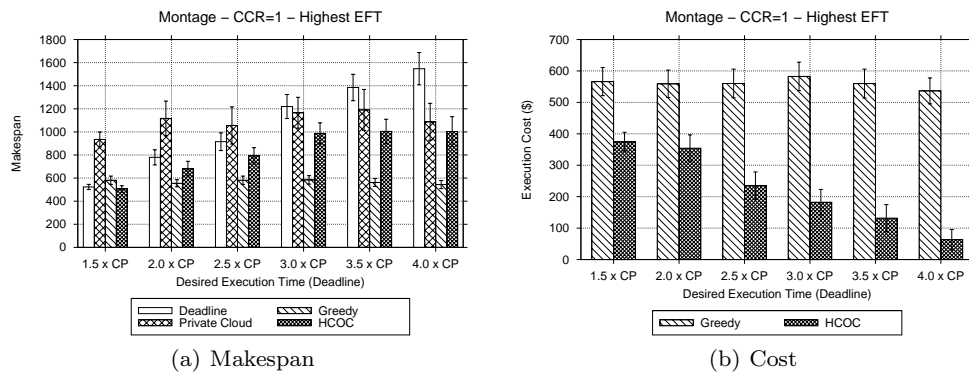 Montage – CCR=1 – Highest EFT
Makespan
1800
1600
1400
1200
1000
800
600
400
200
0
1.5 x CP 2.0 x CP 2.5 x CP 3.0 x CP 3.5 x CP 4.0 x CP
Desired Execution Time (Deadline)
Deadline Greedy
Private Cloud HCOC
(a) Makespan
Montage – CCR=1 – Highest EFT
Execution Cost ($)
700
600
500
400
300
200
100
0
1.5 x CP 2.0 x CP 2.5 x CP 3.0 x CP 3.5 x CP 4.0 x CP
Desired Execution Time (Deadline)
Greedy HCOC
(b) Cost